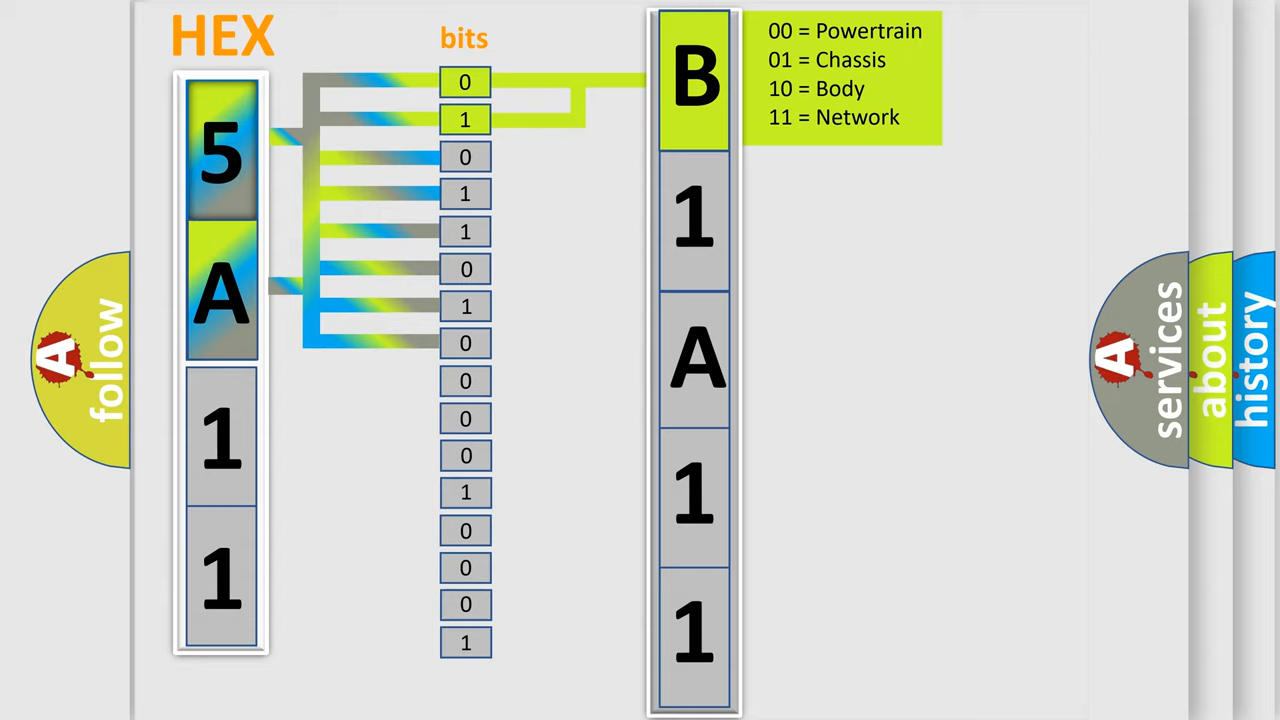 HEX
bits
5
A
1
1
0
1
0
1
1
0
1
0
0
0
0
1
0
0
0
1
B
1
A
1
1
00 = Powertrain
01 = Chassis
10 = Body
11 = Network
A
follow
A
services
about
history